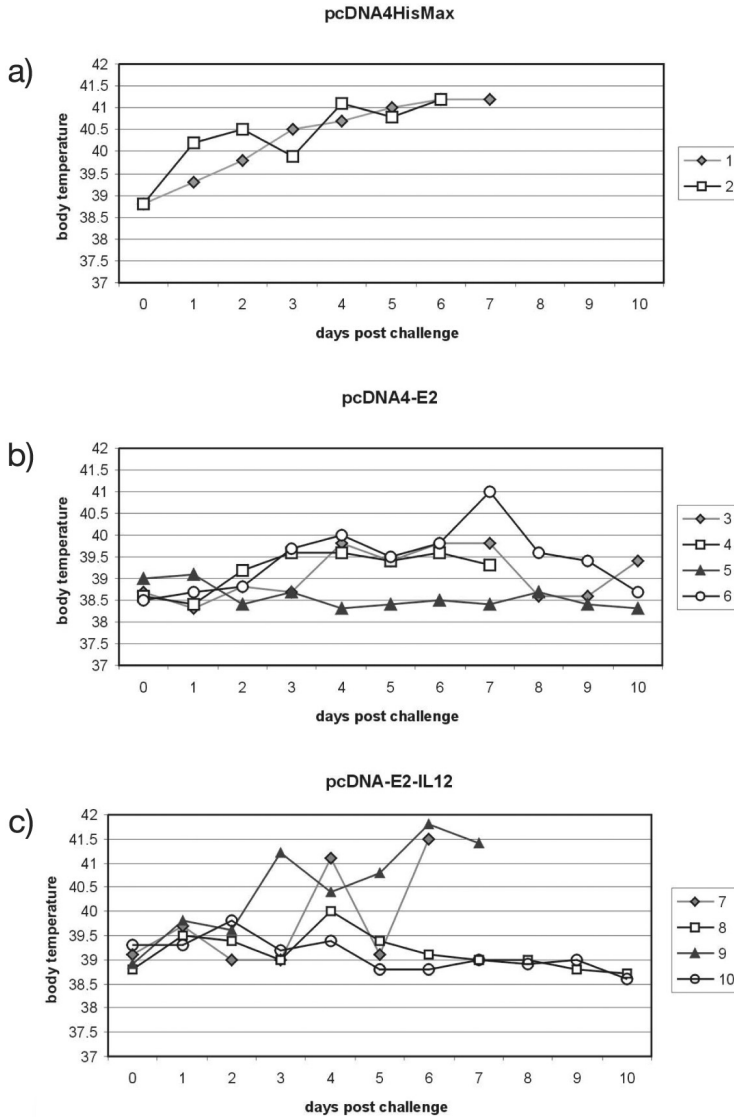 pcDNA4HisMax
a)
body temperature
42
41.5
41
40.5
40
39.5
39
38.5
38
37.5
37
0 1 2 3 4 5 6 7 8 9 10
days post challenge
1
2
pcDNA4-E2
b)
body temperature
42
41.5
41
40.5
40
39.5
39
38.5
38
37.5
37
0 1 2 3 4 5 6 7 8 9 10
days post challenge
3
4
5
6
pcDNA-E2-IL12
c)
body temperature
42
41.5
41
40.5
40
39.5
39
38.5
38
37.5
37
0 1 2 3 4 5 6 7 8 9 10
days post challenge
7
8
9
10